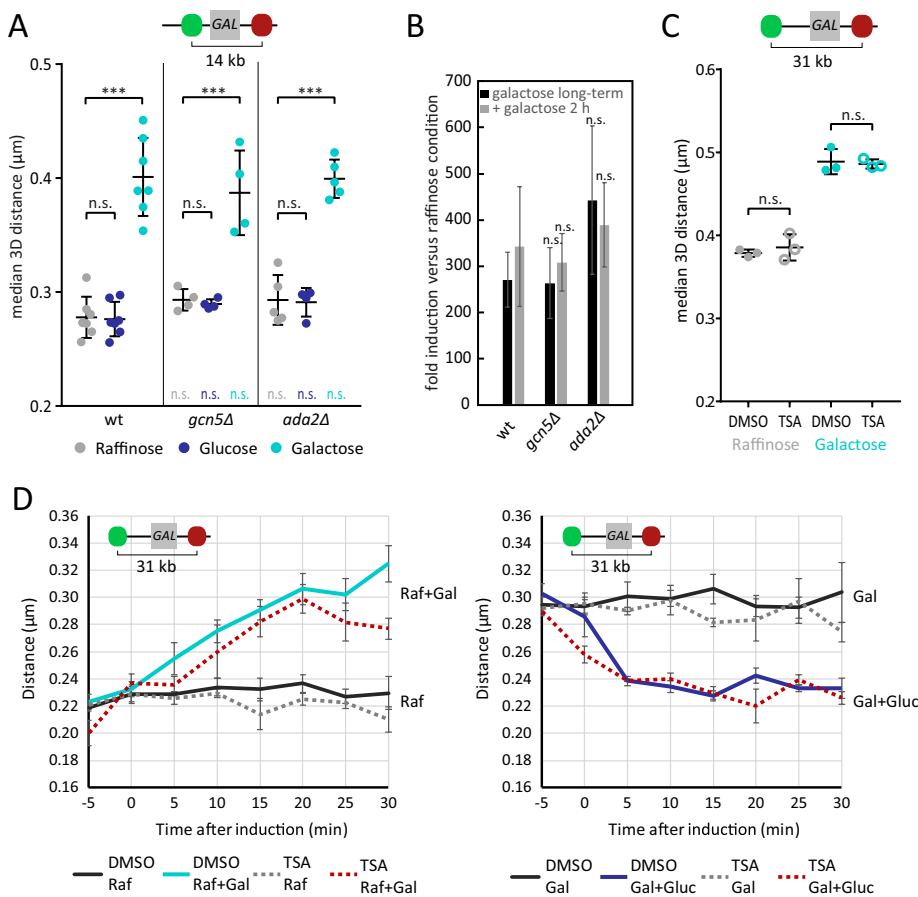 A
GAL
14 kb
median 3D distance (µm)
0.5
0.4
0.3
0.2
***
***
***
n.s.
n.s.
n.s.
n.s. n.s. n.s.
n.s. n.s. n.s.
wt
gcn5Δ
ada2Δ
Raffinose
Glucose
Galactose
B
fold induction versus raffinose condition
700
600
500
400
300
200
100
0
galactose long-term
+ galactose 2 h
n.s.
n.s.
n.s.
n.s.
wt
gcn5Δ
ada2Δ
C
GAL
31 kb
median 3D distance (µm)
0.6
0.5
0.4
0.3
0.2
n.s.
n.s.
DMSO TSA DMSO TSA
Raffinose Galactose
D
Distance (µm)
0.36
0.34
0.32
0.30
0.28
0.26
0.24
0.22
0.20
0.18
0.16
GAL
31 kb
Raf+Gal
Raf
-5 0 5 10 15 20 25 30
Time after induction (min)
DMSO
Raf
DMSO
Raf+Gal
TSA
Raf
TSA
Raf+Gal
Distance (µm)
0.36
0.34
0.32
0.30
0.28
0.26
0.24
0.22
0.20
0.18
0.16
GAL
31 kb
Gal
Gal+Gluc
-5 0 5 10 15 20 25 30
Time after induction (min)
DMSO
Gal
DMSO
Gal+Gluc
TSA
Gal
TSA
Gal+Gluc